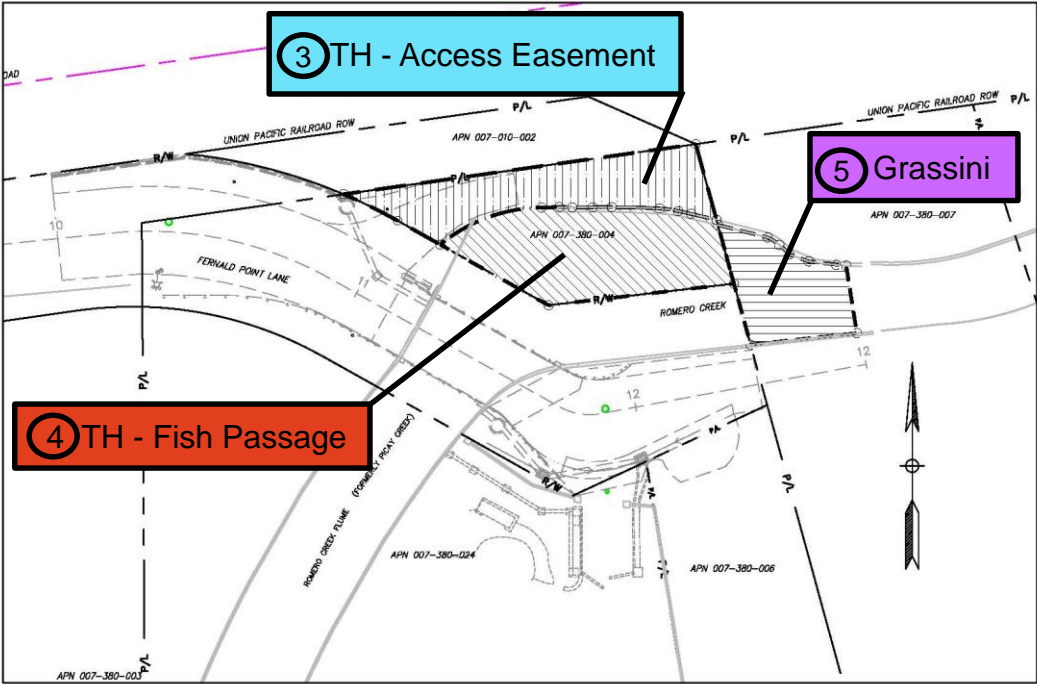 3 TH - Access Easement
OAD
P/L
P/L
UNION PACIFIC RAILROAD ROW
P/L
UNION PACIFIC RAILROAD ROW
APN 007-010-002
P/L
R/W
5 Grassini
P/L
APN 007-380-007
10
APN 007-380-004
FERNALD POINT LANE
11
R/W
ROMERO CREEK
12
P/L
12
4 TH - Fish Passage
P/L
ROMERO CREEK FLUME (FORMERLY PICAY CREEK)
R/W
P/L
P/L
APN 007-380-024
P/L
APN 007-380-006
APN 007-380-003
P/L